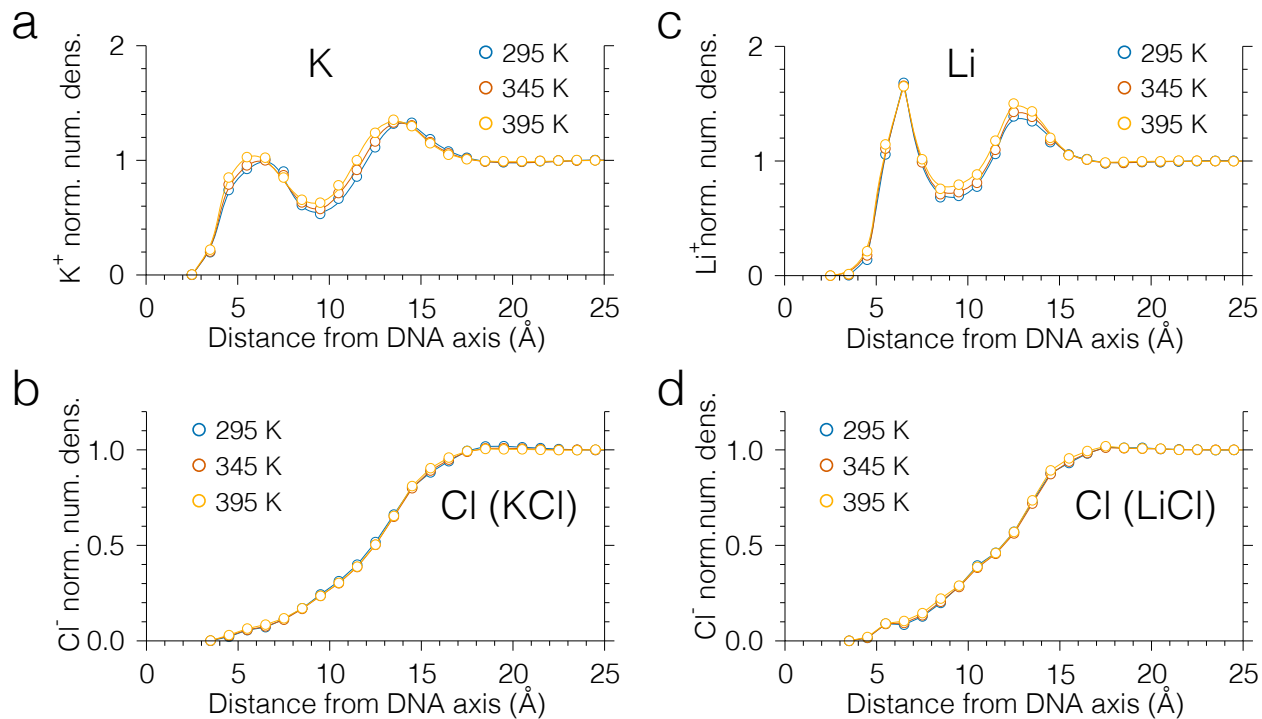 a
K
295 K
345 K
395 K
K+ norm. num. dens.
2
1
0
0 5 10 15 20 25
Distance from DNA axis (Å)
c
Li
295 K
345 K
395 K
Li+norm. num. dens.
2
1
0
0 5 10 15 20 25
Distance from DNA axis (Å)
b
295 K
345 K
395 K
Cl (KCl)
Cl- norm. num. dens.
1.0
0.5
0.0
0 5 10 15 20 25
Distance from DNA axis (Å)
d
295 K
345 K
395 K
Cl (LiCl)
Cl- norm.num. dens.
1.0
0.5
0.0
0 5 10 15 20 25
Distance from DNA axis (Å)